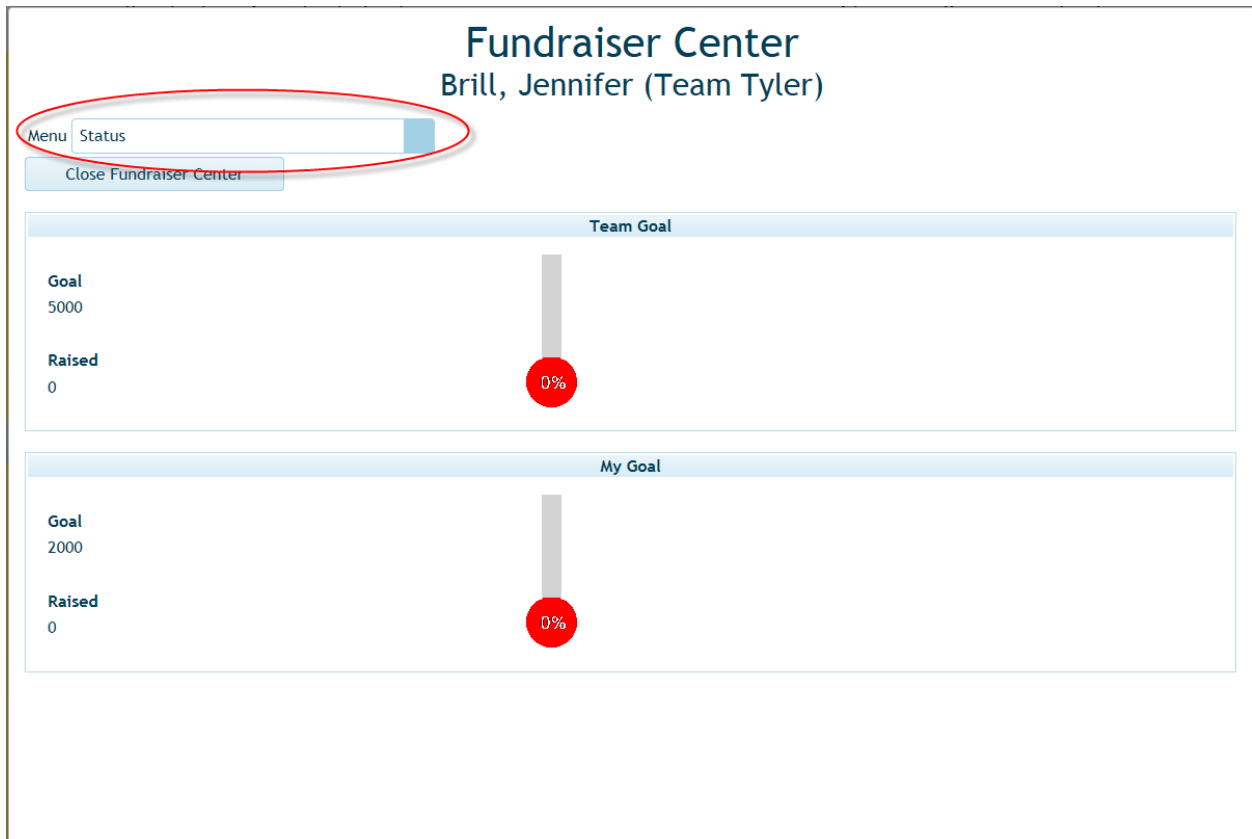 Fundraiser Center
Brill, Jennifer (Team Tyler)
Menu Status
Close Fundraiser Center
Team Goal
Goal
5000
Raised
0
0%
My Goal
Goal
2000
Raised
0
0%